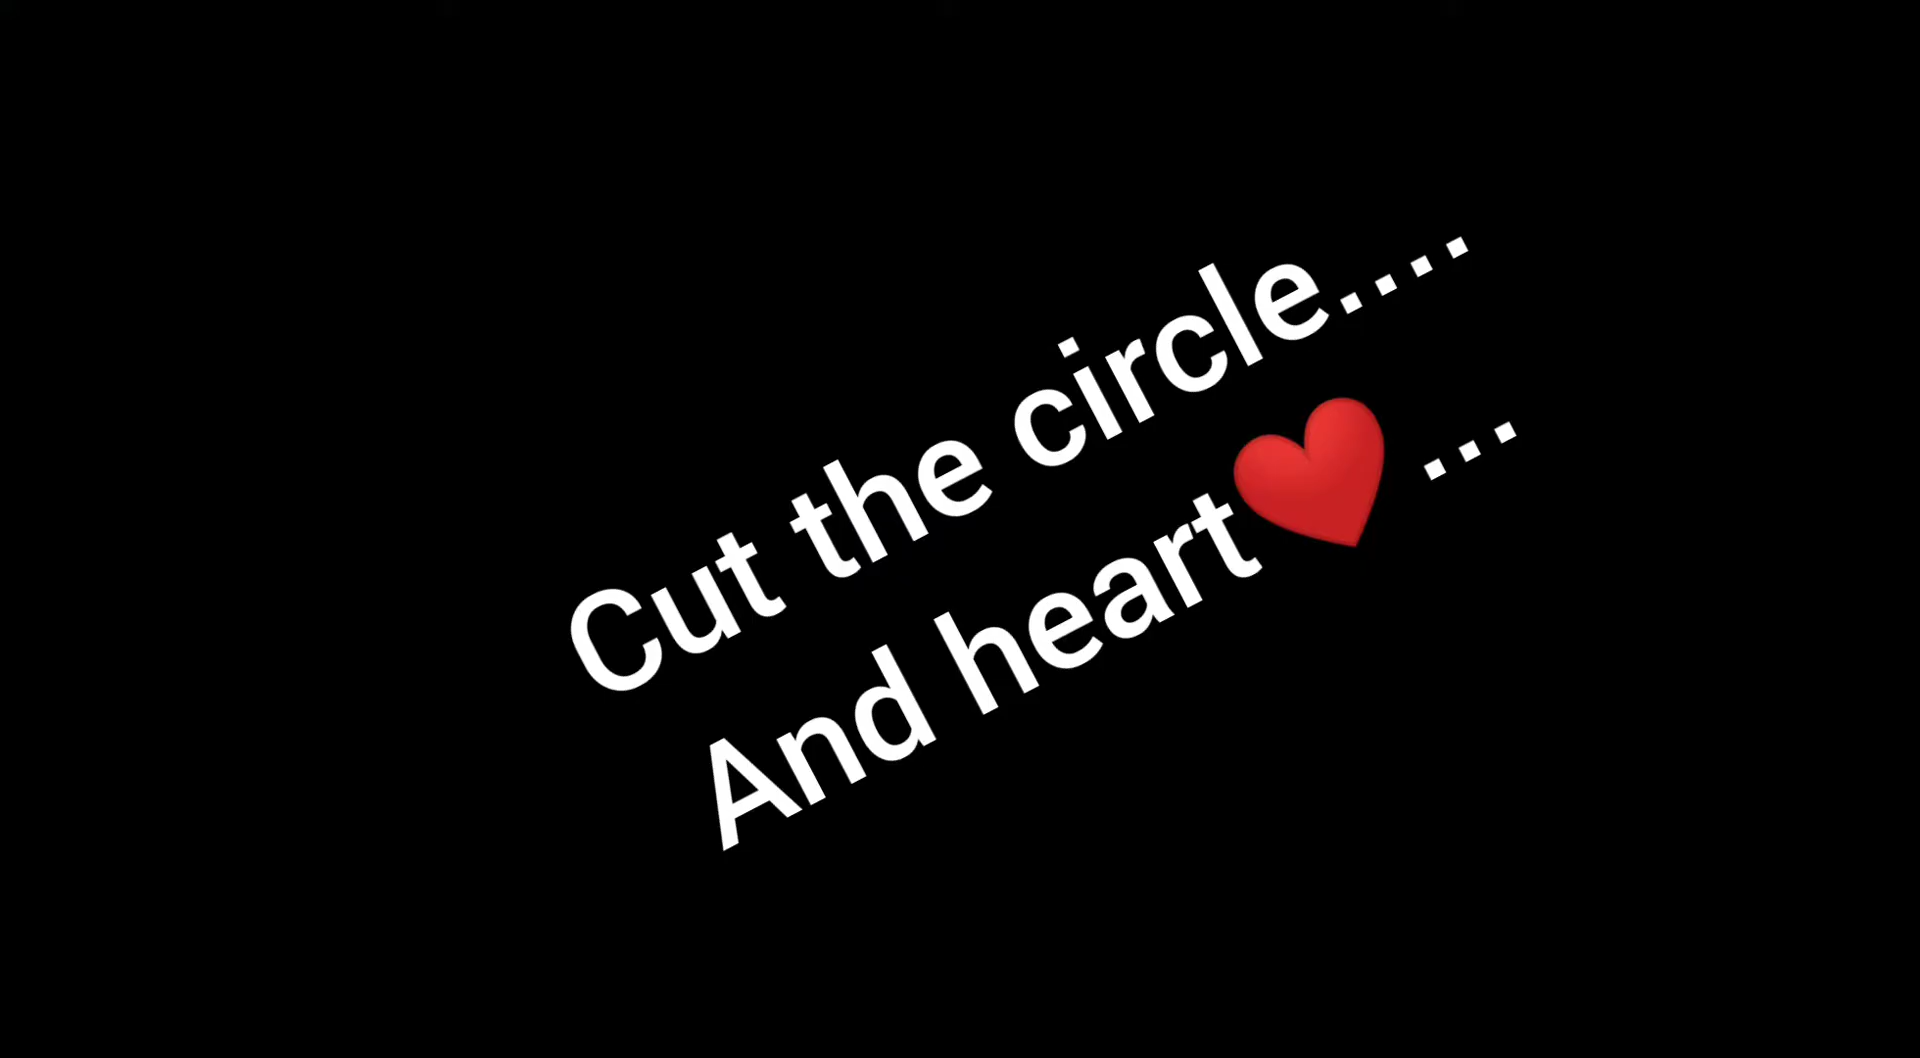 Cut the circle....
And heart❤️ ...